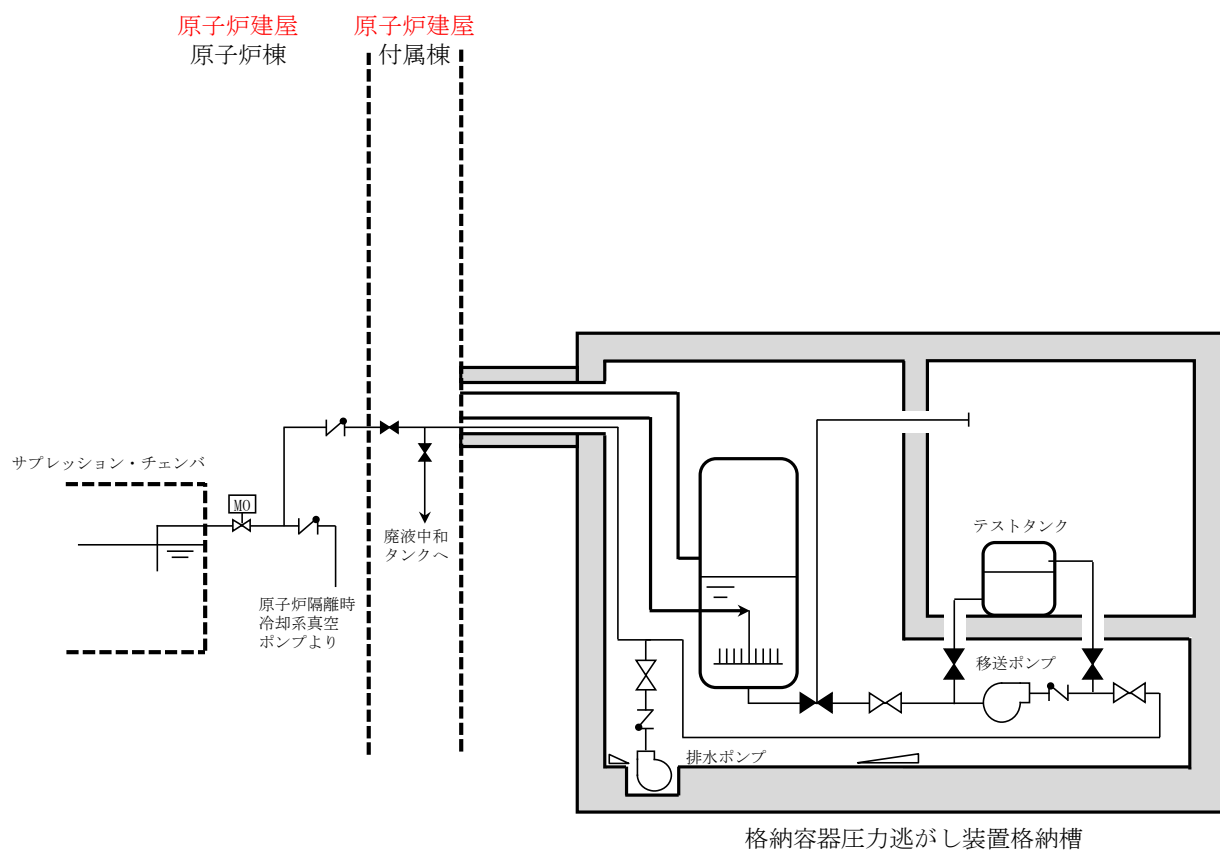 原子炉建屋
原子炉棟
原子炉建屋
付属棟
サプレッション・チェンバ
MO
廃液中和
タンクへ
原子炉隔離時
冷却系真空
ポンプより
テストタンク
移送ポンプ
排水ポンプ
格納容器圧力逃がし装置格納槽